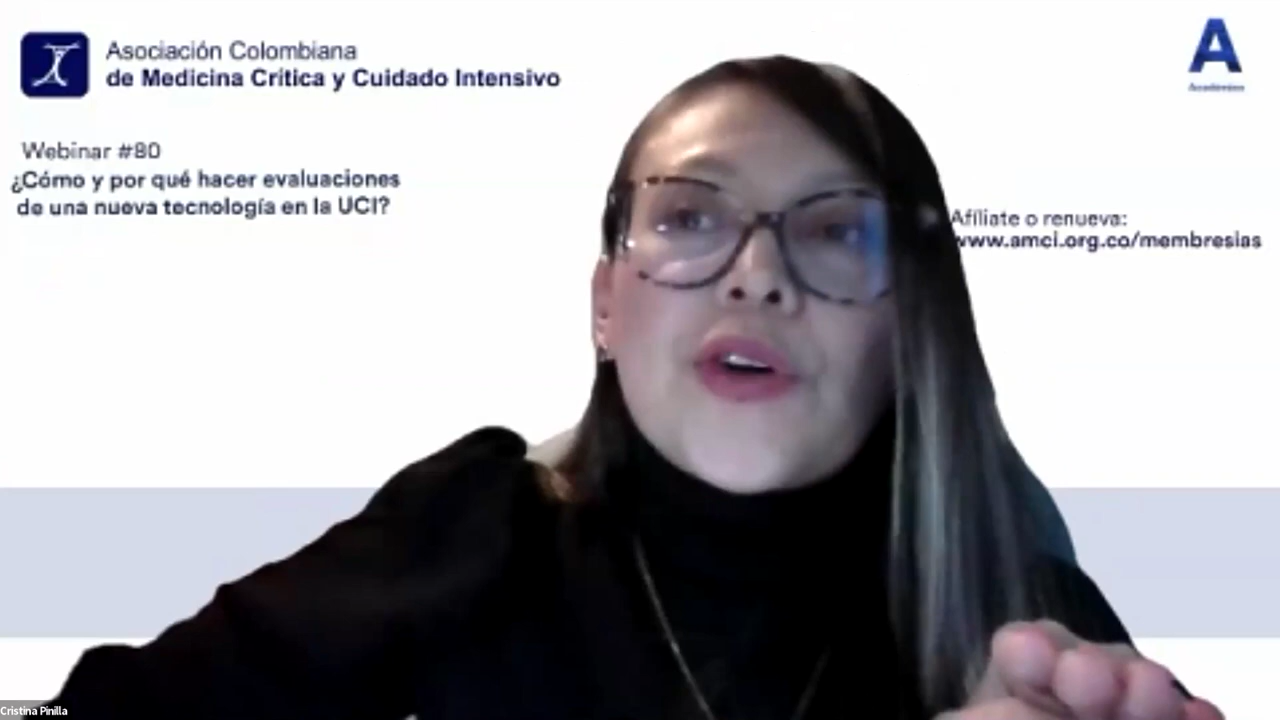 Asociación Colombiana
de Medicina Crítica y Cuidado Intensivo
A
Académico
Webinar #80
¿Cómo y por qué hacer evaluaciones
de una nueva tecnología en la UCI?
Afíliate o renueva:
www.amci.org.co/membresias
Cristina Pinilla